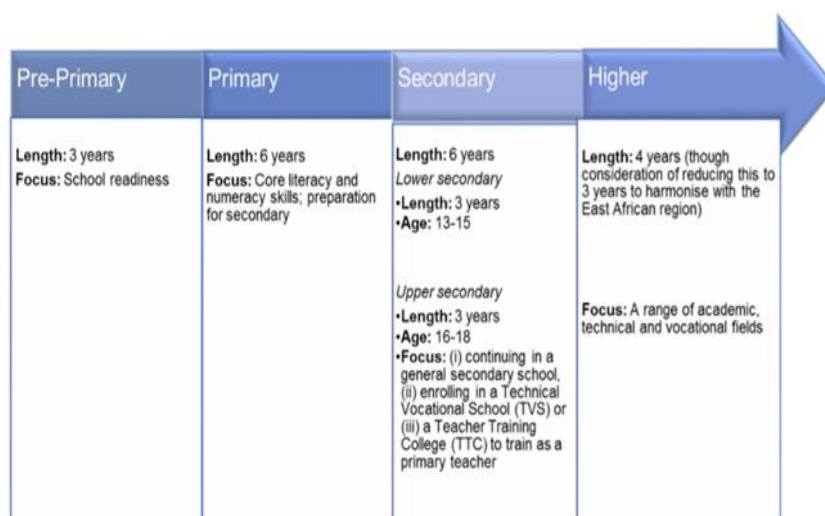 Pre-Primary
Primary
Secondary
Higher
Length: 3 years
Focus: School readiness
Length: 6 years
Focus: Core literacy and
numeracy skills; preparation
for secondary
Length: 6 years
Lower secondary
•Length: 3 years
•Age: 13-15
Upper secondary
•Length: 3 years
•Age: 16-18
•Focus: (i) continuing in a
general secondary school,
(ii) enrolling in a Technical
Vocational School (TVS) or
(iii) a Teacher Training
College (TTC) to train as a
primary teacher
Length: 4 years (though
consideration of reducing this to
3 years to harmonise with the
East African region)
Focus: A range of academic,
technical and vocational fields